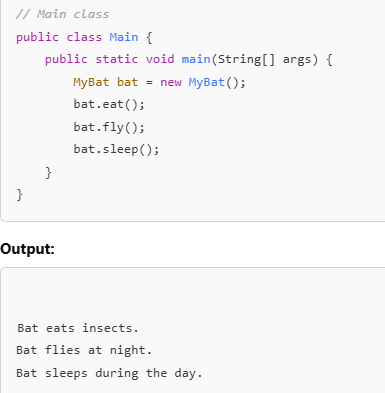 // Main class
public class Main {
    public static void main(String[] args) {
        MyBat bat = new MyBat();
        bat.eat();
        bat.fly();
        bat.sleep();
    }
}
Output:
Bat eats insects.
Bat flies at night.
Bat sleeps during the day.